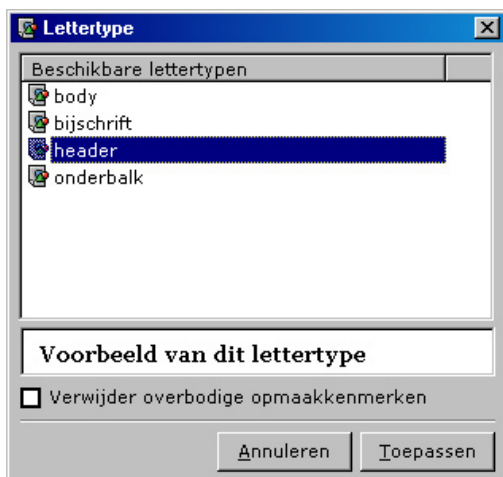 Lettertype
Beschikbare lettertypen
body
bijschrift
header
onderbalk
Voorbeeld van dit lettertype
Verwijder overbodige opmaakkenmerken
Annuleren Toepassen